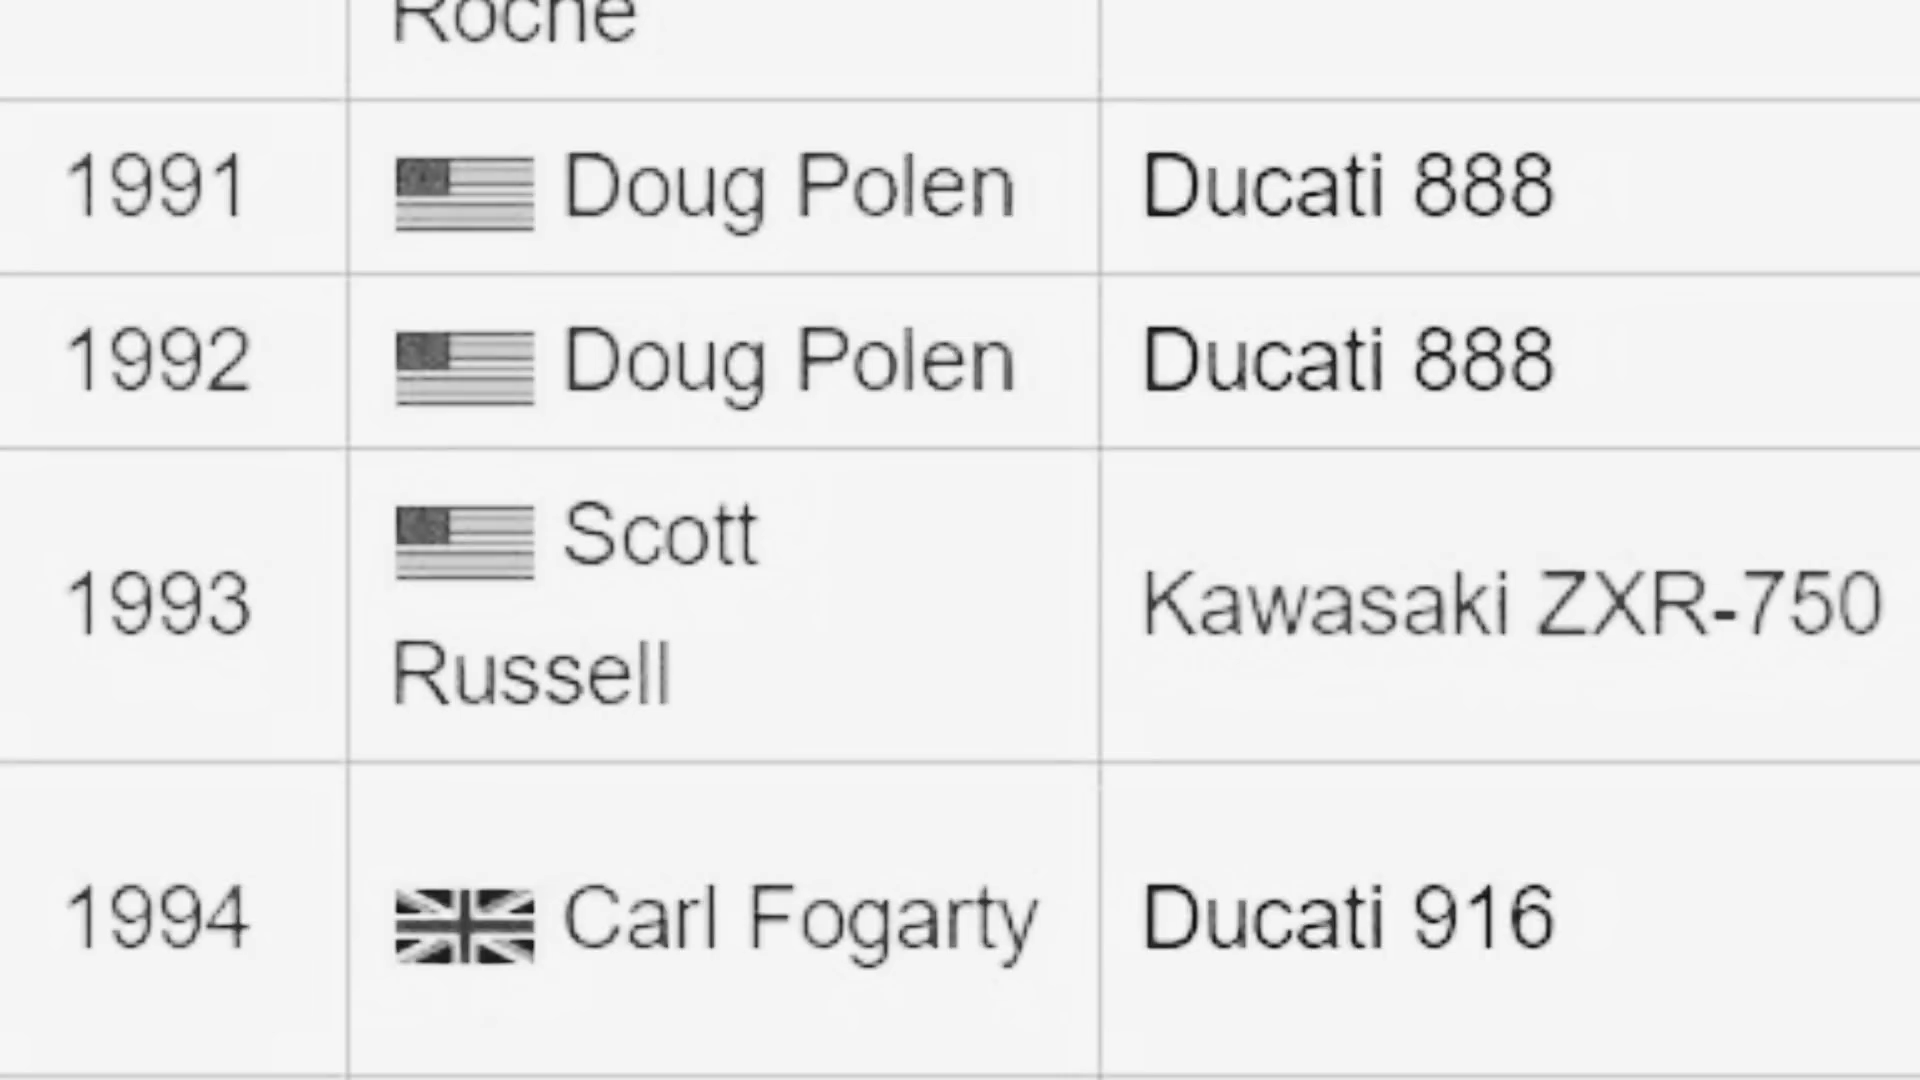 Roche
1991 Doug Polen Ducati 888
1992 Doug Polen Ducati 888
1993 Scott Russell Kawasaki ZXR-750
1994 Carl Fogarty Ducati 916